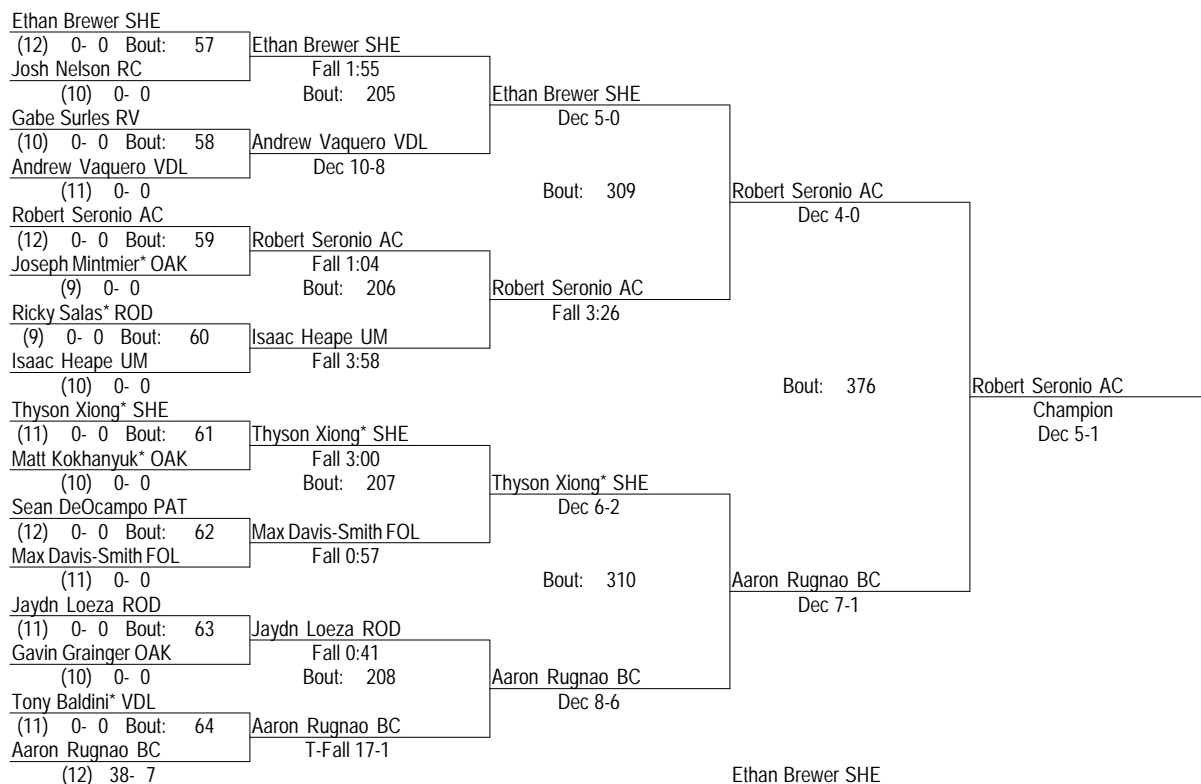 Ethan Brewer SHE
(12) 0- 0 Bout: 57
Josh Nelson RC
(10) 0- 0
Gabe Surles RV
(10) 0- 0 Bout: 58
Andrew Vaquero VDL
(11) 0- 0
Robert Seronio AC
(12) 0- 0 Bout: 59
Joseph Mintmier* OAK
(9) 0- 0
Ricky Salas* ROD
(9) 0- 0 Bout: 60
Isaac Heape UM
(10) 0- 0
Thyson Xiong* SHE
(11) 0- 0 Bout: 61
Matt Kokhanyuk* OAK
(10) 0- 0
Sean DeOcampo PAT
(12) 0- 0 Bout: 62
Max Davis-Smith FOL
(11) 0- 0
Jaydn Loeza ROD
(11) 0- 0 Bout: 63
Gavin Grainger OAK
(10) 0- 0
Tony Baldini* VDL
(11) 0- 0 Bout: 64
Aaron Rugnao BC
(12) 38- 7
Ethan Brewer SHE
Fall 1:55
Bout: 205
Andrew Vaquero VDL
Dec 10-8
Robert Seronio AC
Fall 1:04
Bout: 206
Isaac Heape UM
Fall 3:58
Thyson Xiong* SHE
Fall 3:00
Bout: 207
Max Davis-Smith FOL
Fall 0:57
Jaydn Loeza ROD
Fall 0:41
Bout: 208
Aaron Rugnao BC
T-Fall 17-1
Ethan Brewer SHE
Dec 5-0
Bout: 309
Robert Seronio AC
Fall 3:26
Thyson Xiong* SHE
Dec 6-2
Bout: 310
Aaron Rugnao BC
Dec 8-6
Robert Seronio AC
Dec 4-0
Bout: 376
Aaron Rugnao BC
Dec 7-1
Robert Seronio AC
Champion
Dec 5-1
Ethan Brewer SHE